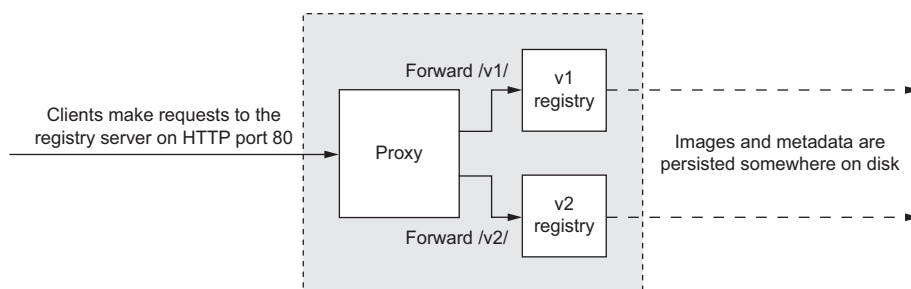 Clients make requests to the
registry server on HTTP port 80
Proxy
Forward /v1/
v1
registry
Forward /v2/
v2
registry
Images and metadata are
persisted somewhere on disk